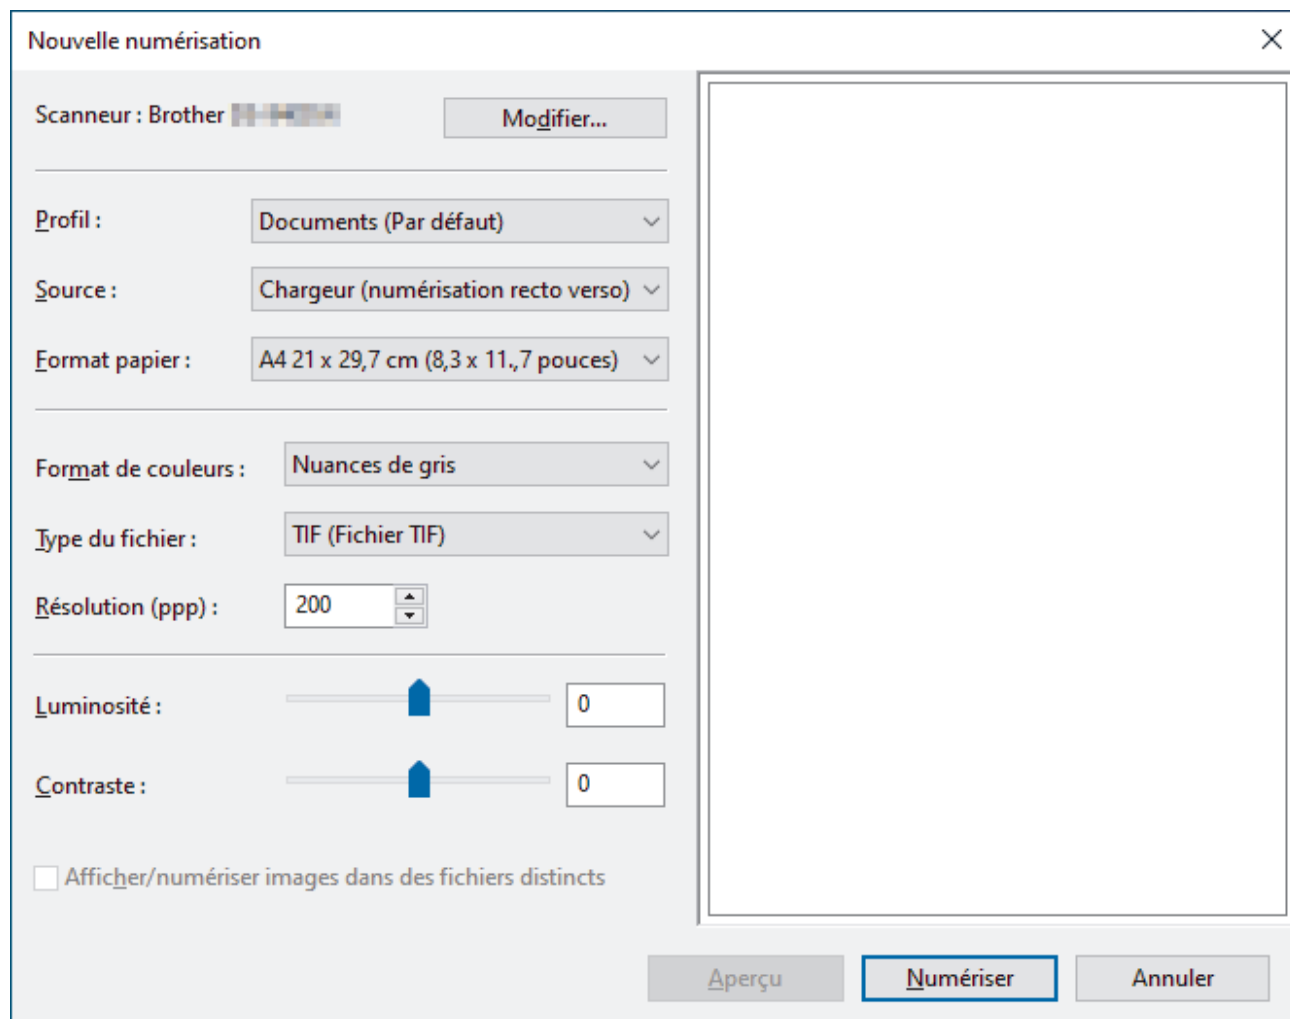 Nouvelle numérisation
Scanneur : Brother
Modifier...
Profil :
Documents (Par défaut)
Source :
Chargeur (numérisation recto verso)
Format papier :
A4 21 x 29,7 cm (8,3 x 11.,7 pouces)
Format de couleurs :
Nuances de gris
Type du fichier :
TIF (Fichier TIF)
Résolution (ppp) :
200
Luminosité :
0
Contraste :
0
Afficher/numériser images dans des fichiers distincts
Aperçu
Numériser
Annuler